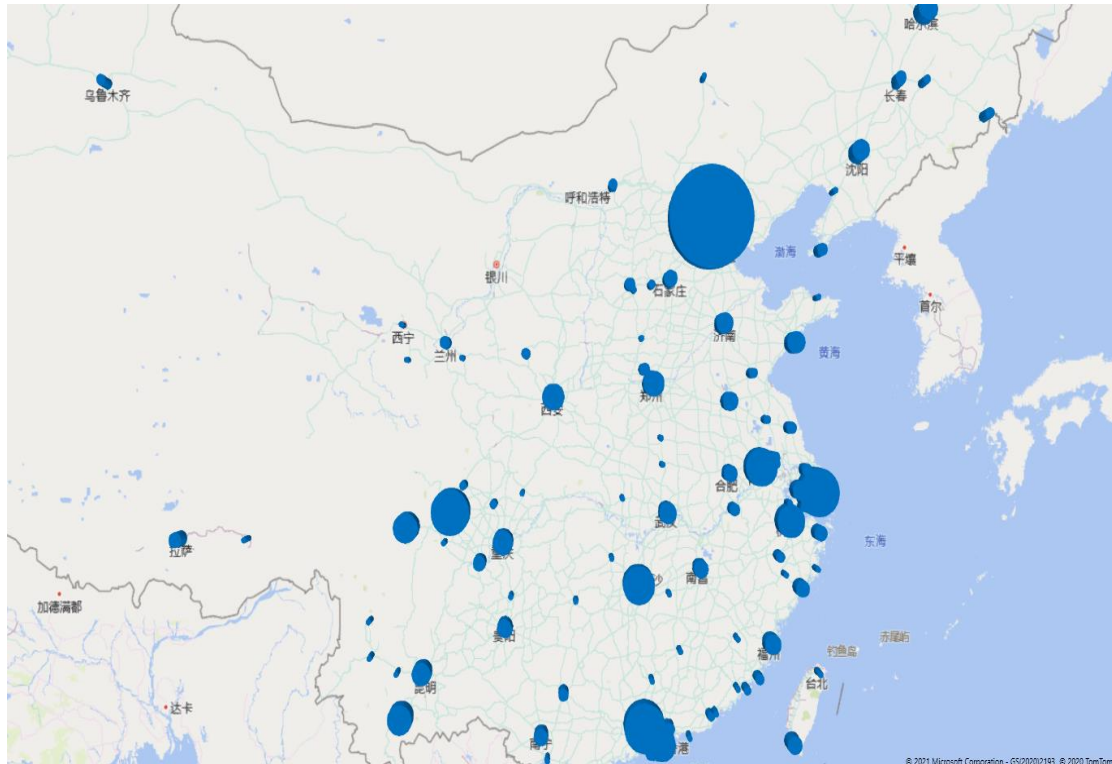 哈尔滨
乌鲁木齐
长春
沈阳
呼和浩特
渤海
平壤
银川
石家庄
首尔
西宁
济南
兰州
黄海
郑州
西安
合肥
武汉
东海
拉萨
重庆
沙
南昌
加德满都
贵阳
赤尾屿
福州
钓鱼岛
台北
昆明
达卡
南宁
港
© 2021 Microsoft Corporation - GS(2020)2193, © 2020 TomTom